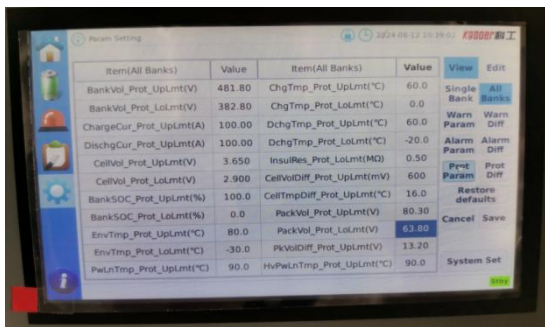 Param Setting 2024-06-12 10:39:02 KAGGER 科工
Item(All Banks) Value Item(All Banks) Value View Edit
BankVol_Prot_UpLmt(V) 481.80 ChgTmp_Prot_UpLmt(℃) 60.0 Single Bank All Banks
BankVol_Prot_LoLmt(V) 382.80 ChgTmp_Prot_LoLmt(℃) 0.0
ChargeCur_Prot_UpLmt(A) 100.00 DchgTmp_Prot_UpLmt(℃) 60.0 Warn Param Warn Diff
DischgCur_Prot_UpLmt(A) 100.00 DchgTmp_Prot_LoLmt(℃) -20.0 Alarm Param Alarm Diff
CellVol_Prot_UpLmt(V) 3.650 InsulRes_Prot_LoLmt(MΩ) 0.50
CellVol_Prot_LoLmt(V) 2.900 CellVolDiff_Prot_UpLmt(mV) 600 Prot Param Prot Diff
BankSOC_Prot_UpLmt(%) 100.0 CellTmpDiff_Prot_UpLmt(℃) 16.0 Restore defaults
BankSOC_Prot_LoLmt(%) 0.0 PackVol_Prot_UpLmt(V) 80.30
EnvTmp_Prot_UpLmt(℃) 80.0 PackVol_Prot_LoLmt(V) 63.80 Cancel Save
EnvTmp_Prot_LoLmt(℃) -30.0 PkVolDiff_Prot_UpLmt(V) 13.20
PwLnTmp_Prot_UpLmt(℃) 90.0 HvPwLnTmp_Prot_UpLmt(℃) 90.0 System Set
Stby